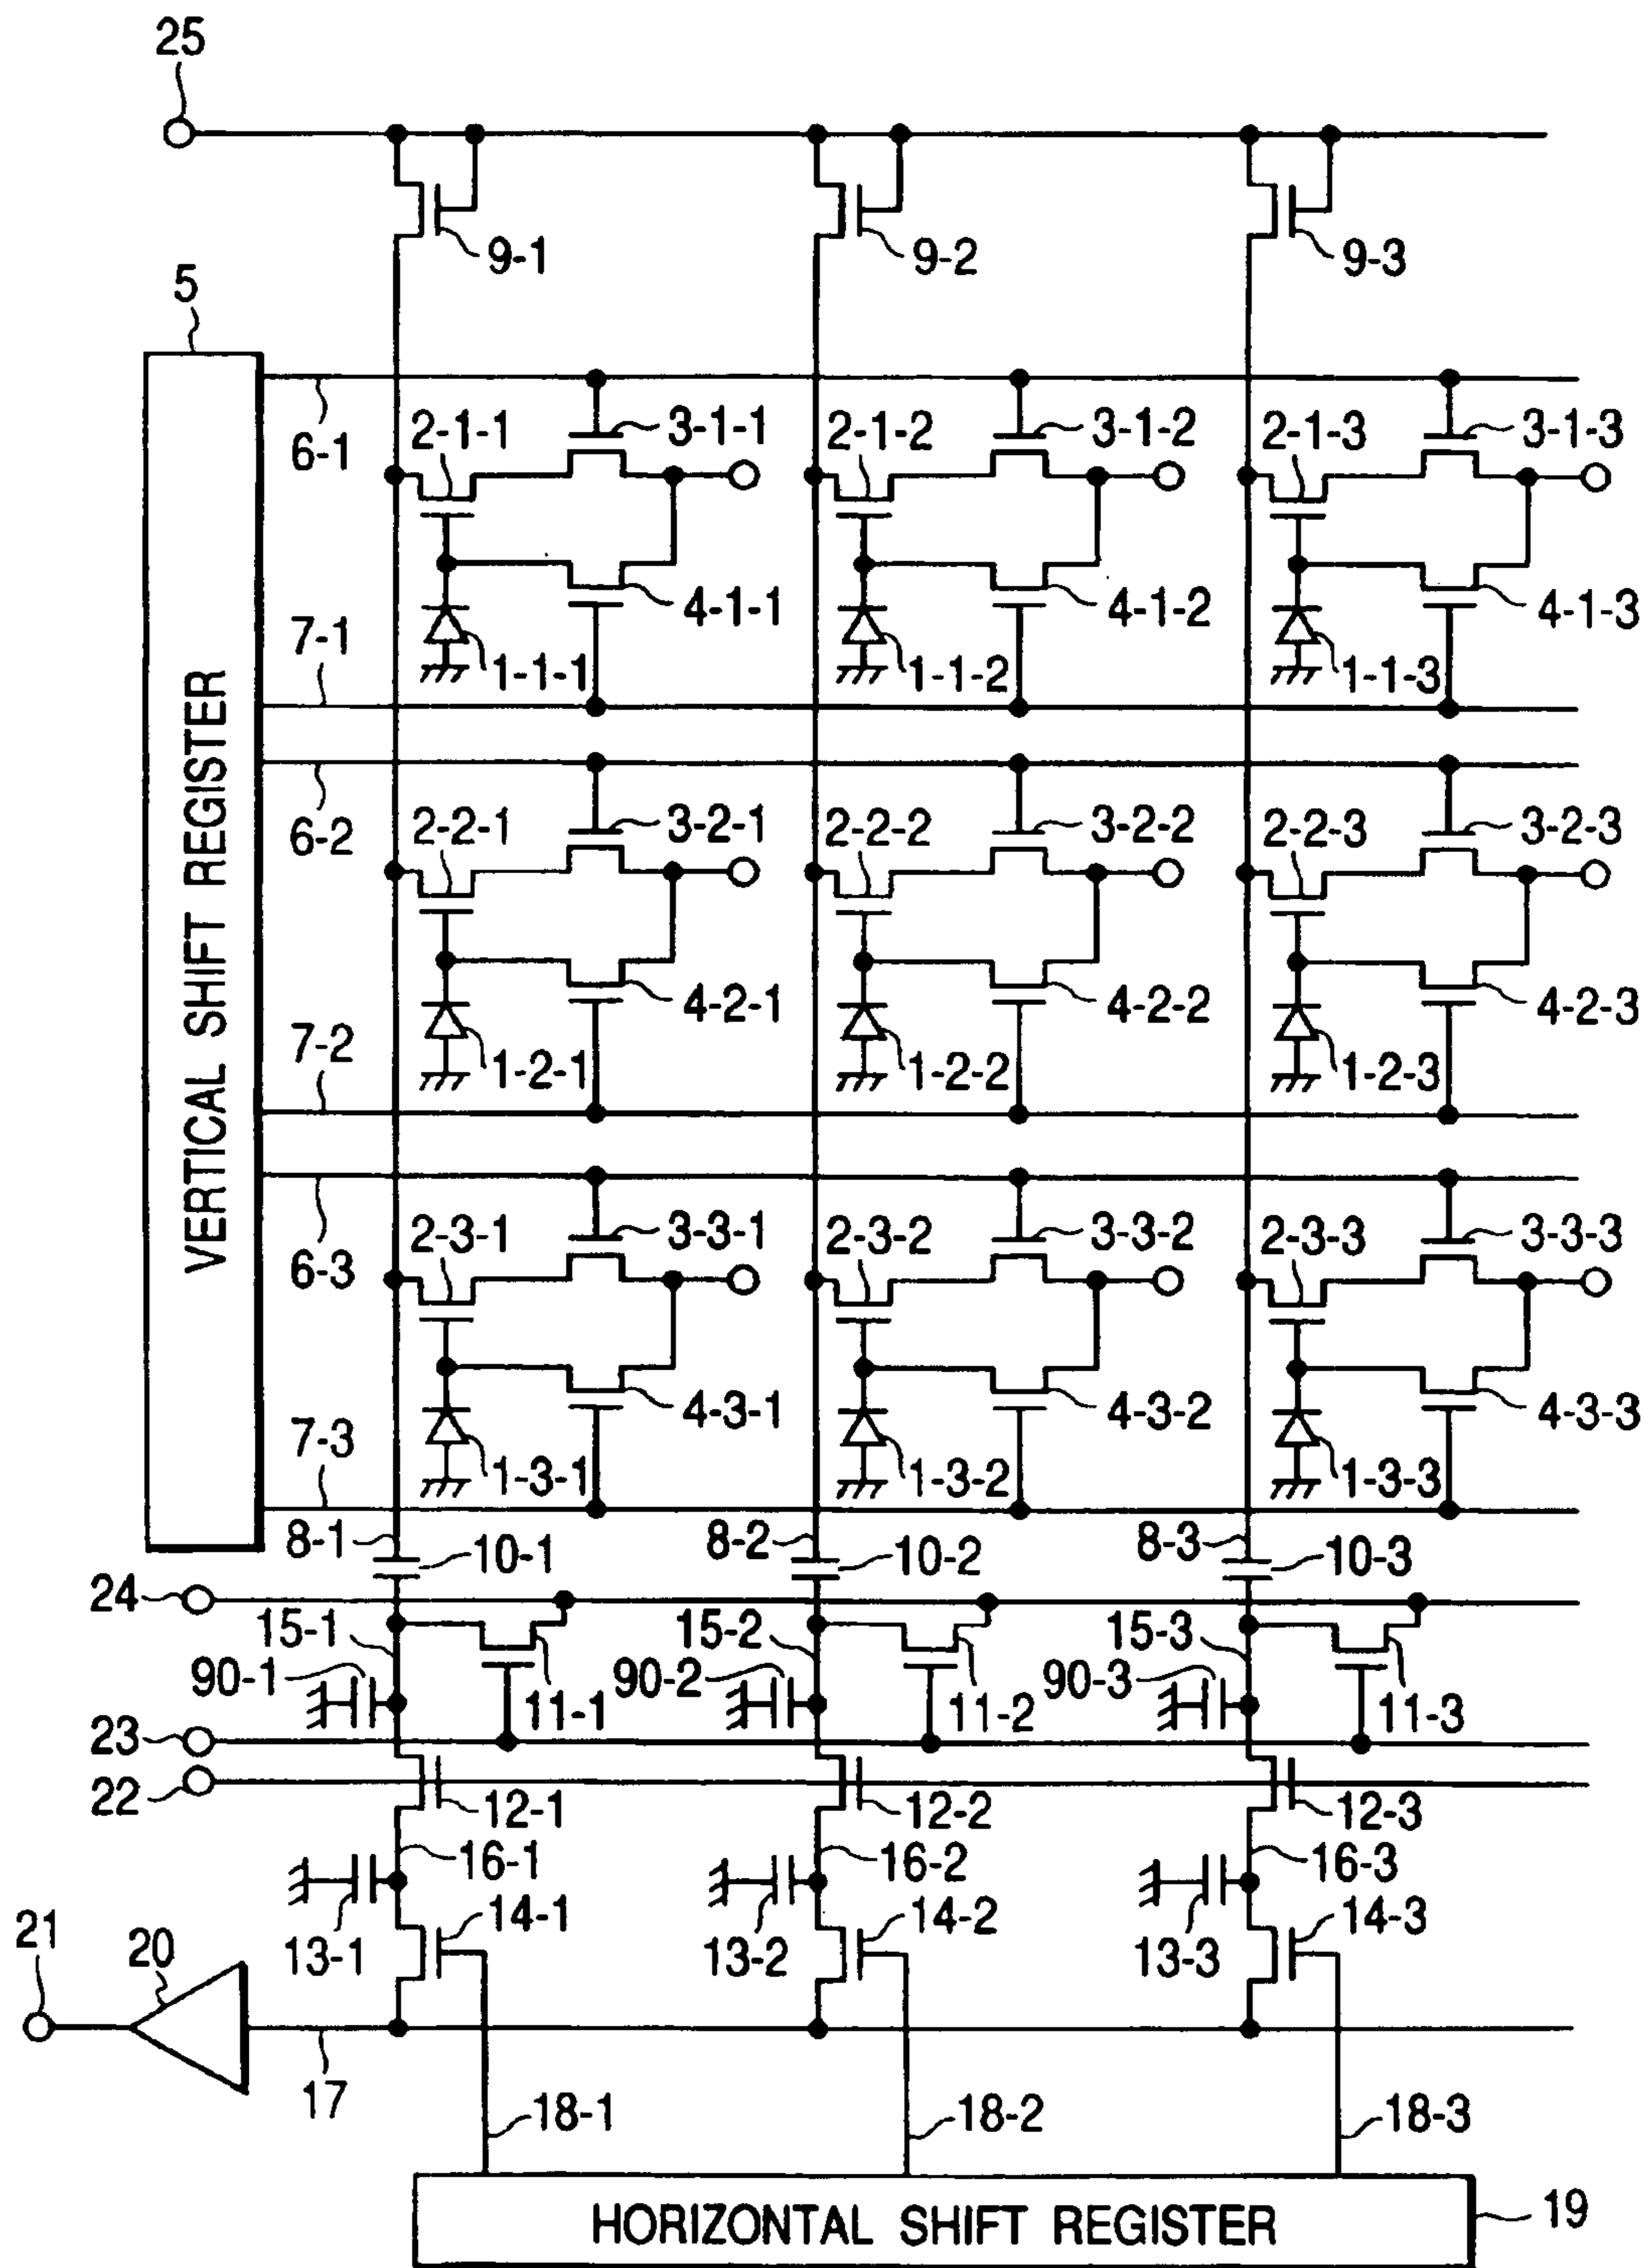 25
9-1 9-2 9-3
5
6-1 2-1-1 3-1-1 2-1-2 3-1-2 2-1-3 3-1-3
4-1-1 4-1-2 4-1-3
7-1 1-1-1 1-1-2 1-1-3
VERTICAL SHIFT REGISTER
6-2 2-2-1 3-2-1 2-2-2 3-2-2 2-2-3 3-2-3
4-2-1 4-2-2 4-2-3
7-2 1-2-1 1-2-2 1-2-3
6-3 2-3-1 3-3-1 2-3-2 3-3-2 2-3-3 3-3-3
4-3-1 4-3-2 4-3-3
7-3 1-3-1 1-3-2 1-3-3
8-1 10-1 8-2 10-2 8-3 10-3
24
15-1 15-2 15-3
90-1 11-1 90-2 11-2 90-3 11-3
23
22
12-1 12-2 12-3
16-1 16-2 16-3
21 20 13-1 14-1 13-2 14-2 13-3 14-3
17 18-1 18-2 18-3
HORIZONTAL SHIFT REGISTER 19